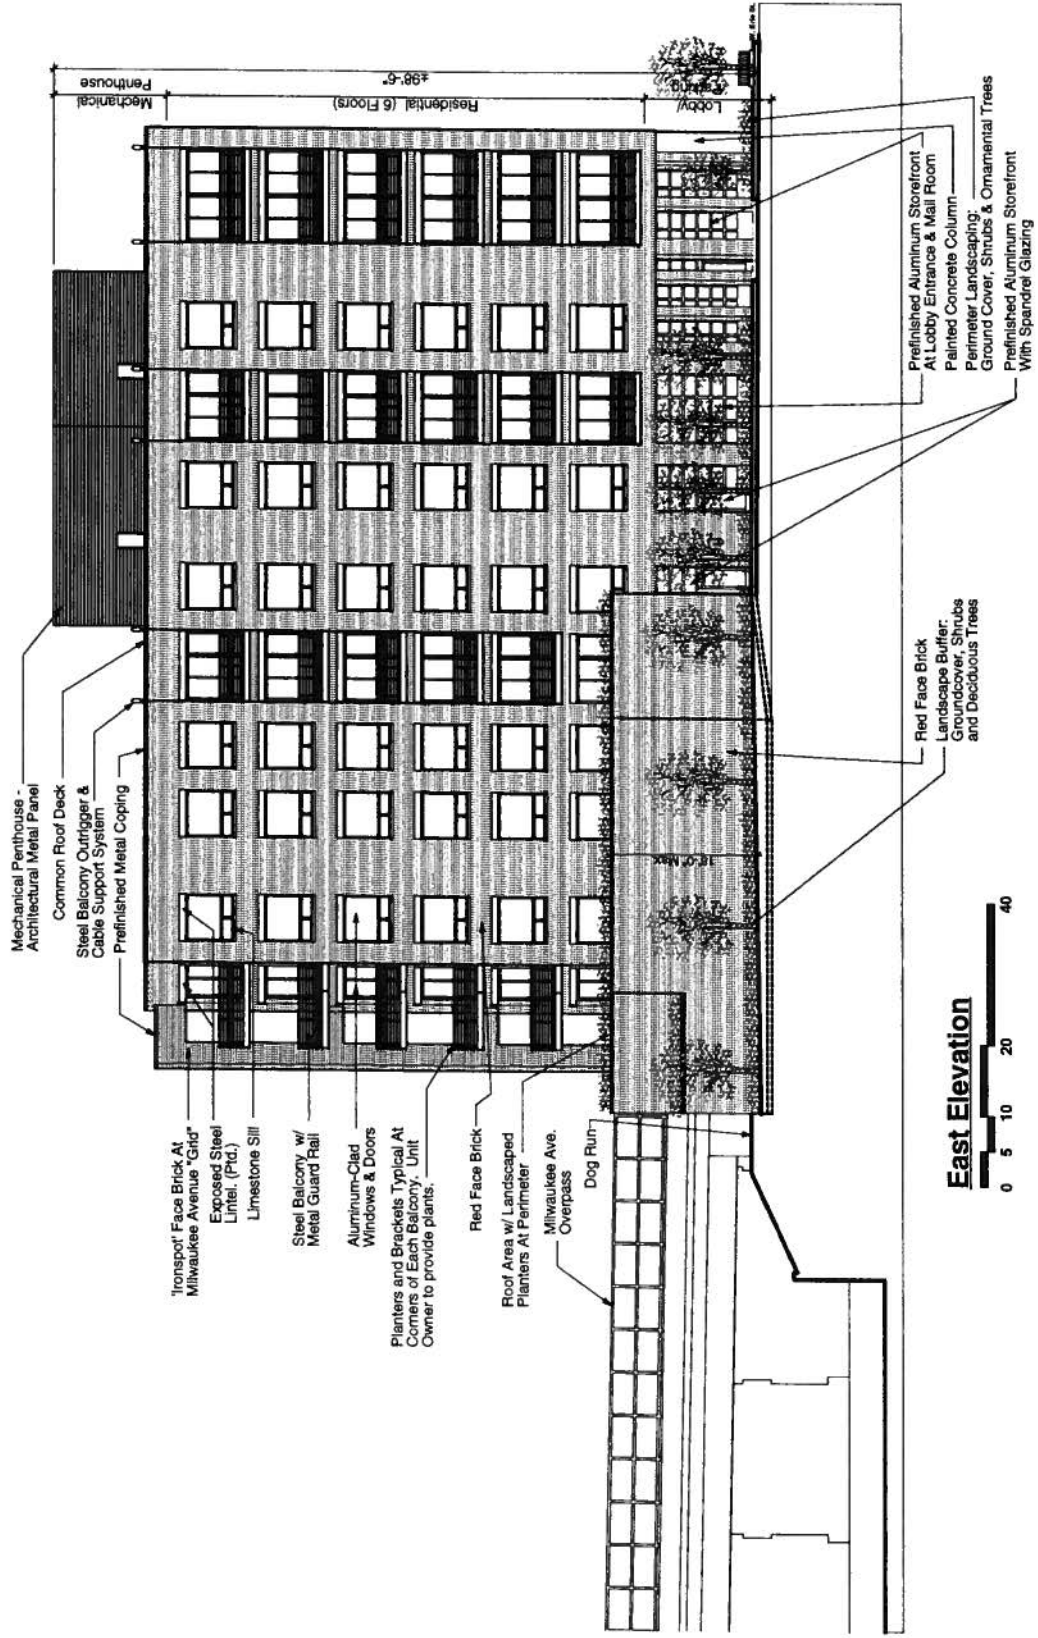 Mechanical Penthouse -
Architectural Metal Panel
Common Roof Deck
Steel Balcony Outrigger &
Cable Support System
Prefinished Metal Coping
Mechanical
Penthouse
Residential (6 Floors)
±98'-6"
Lobby/
Parking
W. Erie St.
'Ironspot' Face Brick At
Milwaukee Avenue "Grid"
Exposed Steel
Lintel. (Ptd.)
Limestone Sill
Steel Balcony w/
Metal Guard Rail
Aluminum-Clad
Windows & Doors
Planters and Brackets Typical At
Corners of Each Balcony. Unit
Owner to provide plants.
Red Face Brick
Roof Area w/ Landscaped
Planters At Perimeter
Milwaukee Ave.
Overpass
Dog Run
18'-0" Max
Prefinished Aluminum Storefront
At Lobby Entrance & Mail Room
Painted Concrete Column
Perimeter Landscaping:
Ground Cover, Shrubs & Ornamental Trees
Prefinished Aluminum Storefront
With Spandrel Glazing
Red Face Brick
Landscape Buffer:
Groundcover, Shrubs
and Deciduous Trees
East Elevation
0 5 10 20 40